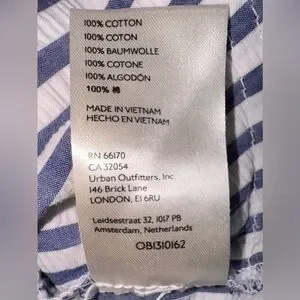 100% COTTON
100% COTON
100% BAUMWOLLE
100% COTONE
100% ALGODÓN
100% 棉
MADE IN VIETNAM
HECHO EN VIETNAM
RN 66170
CA 32054
Urban Outfitters, Inc
146 Brick Lane
LONDON, E1 6RU
Leidsestraat 32, 1017 PB
Amsterdam, Netherlands
OB1310162